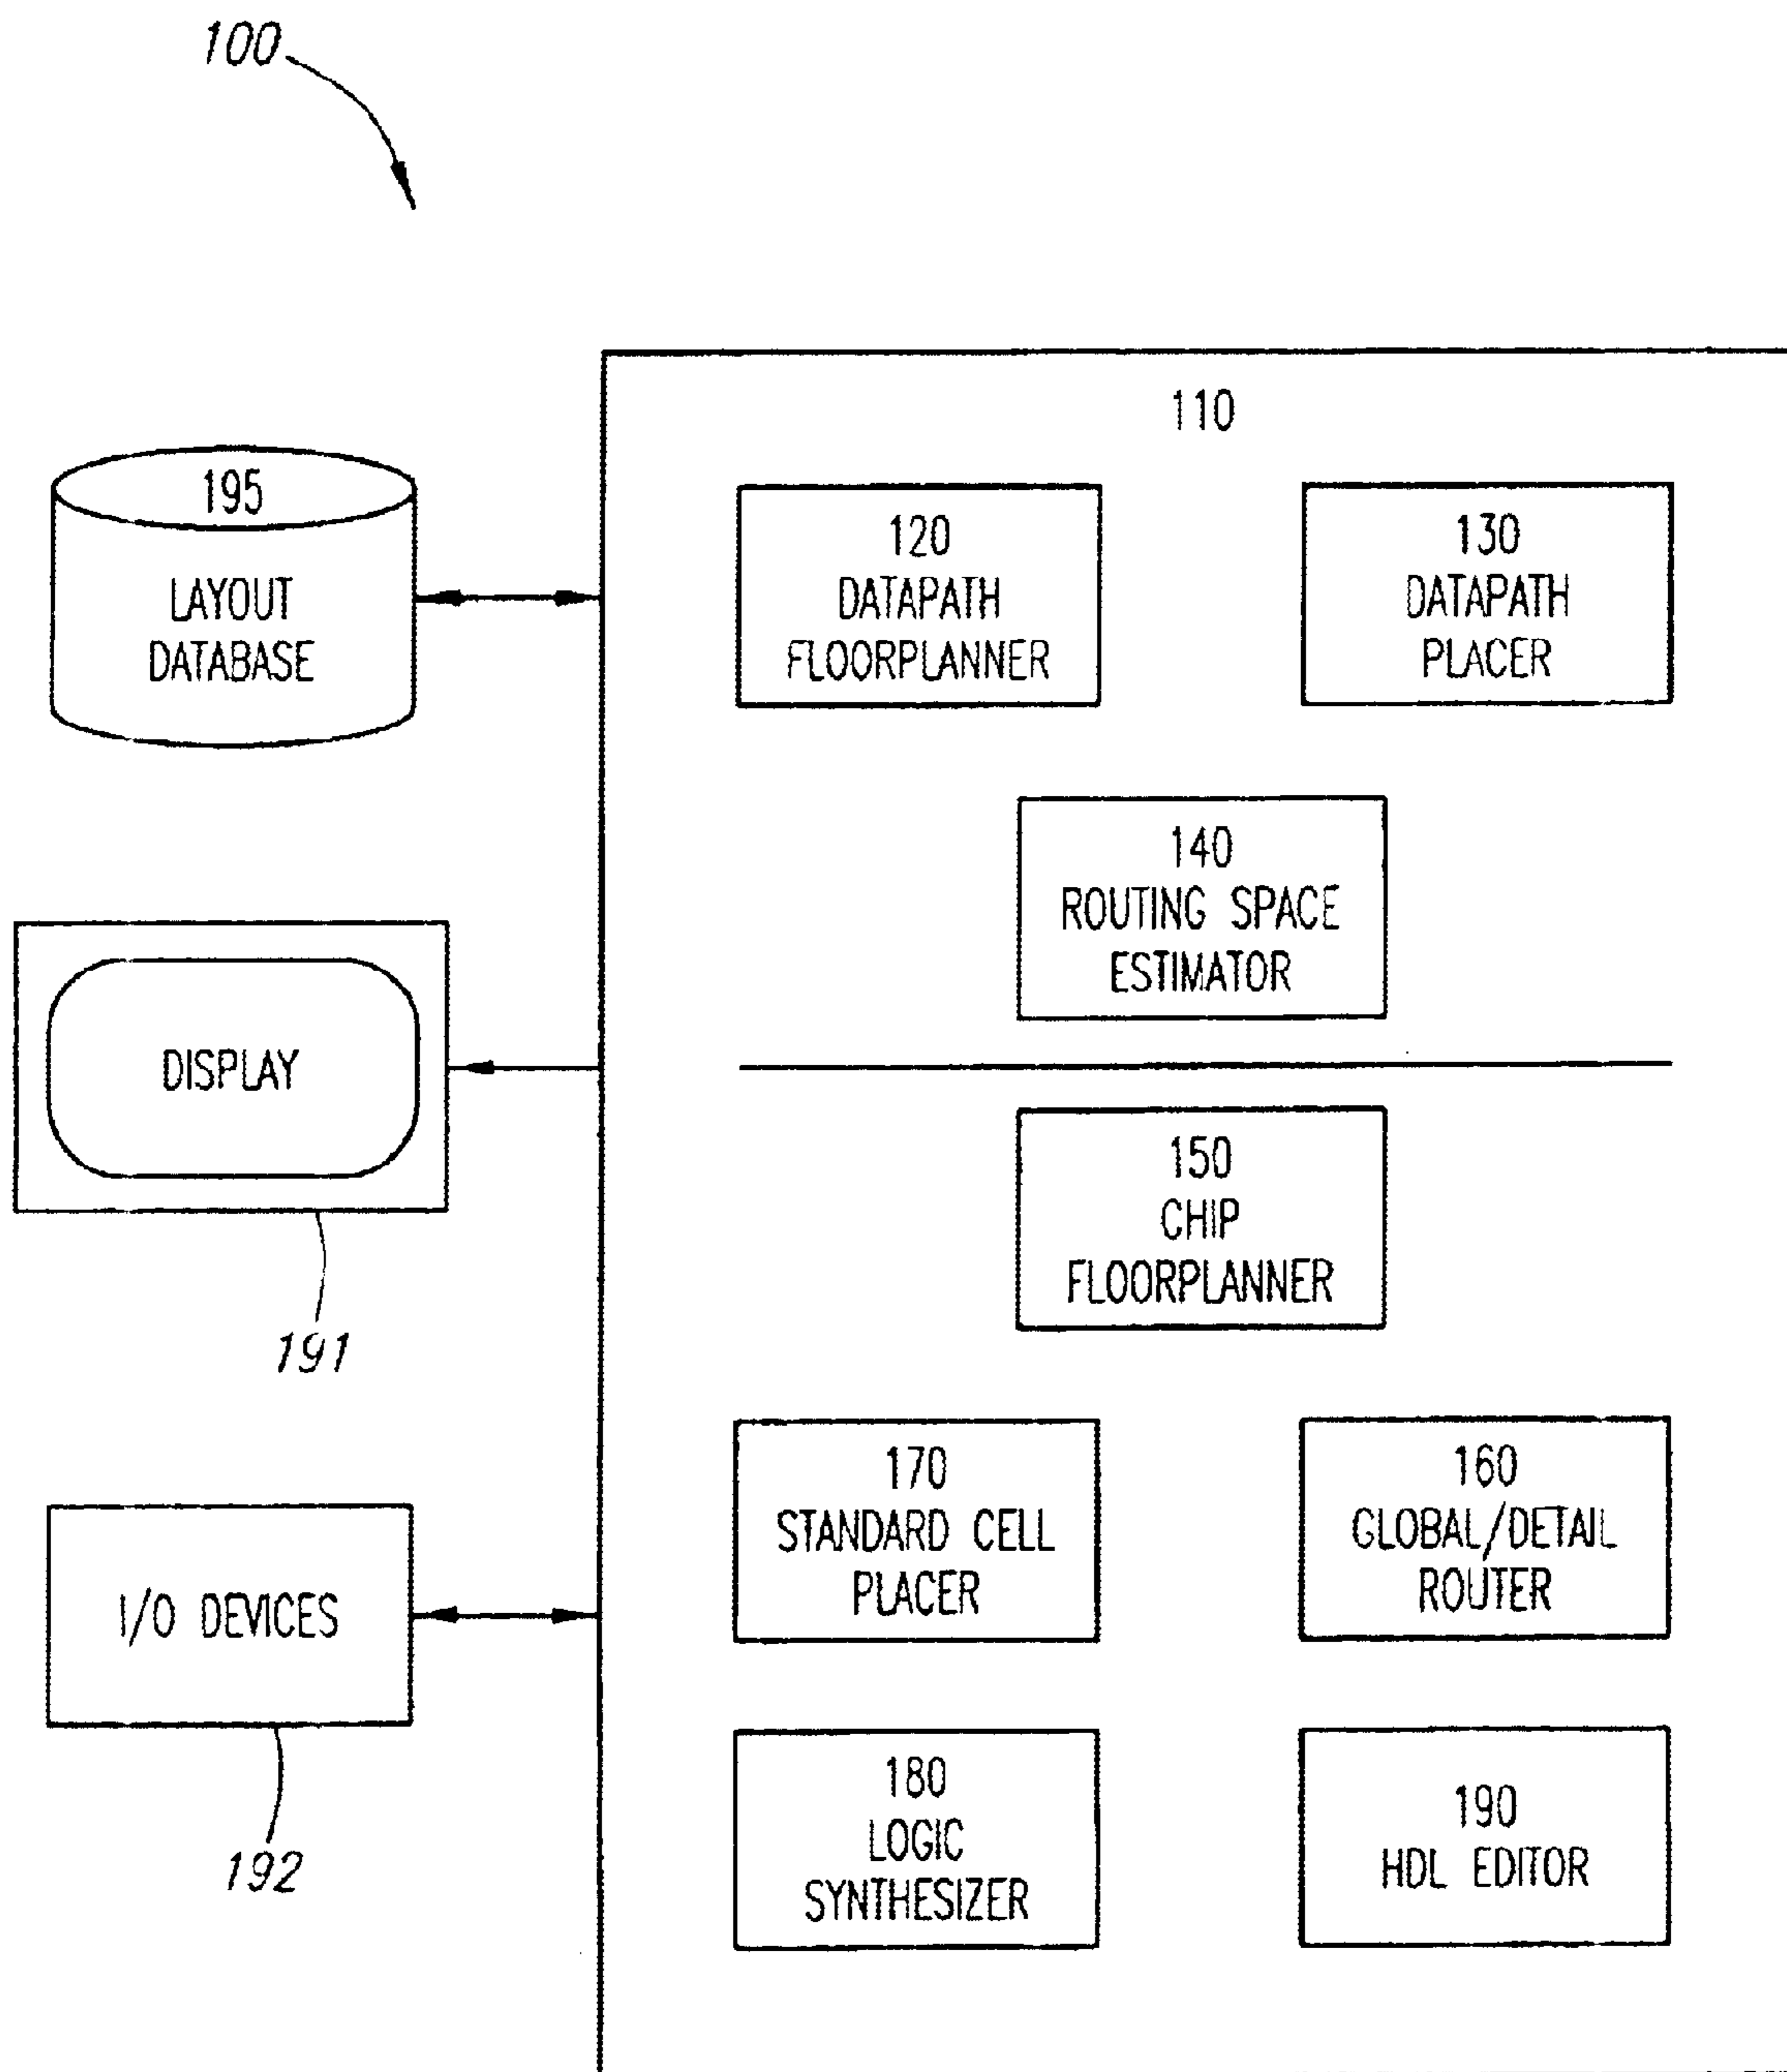 100
110
195
LAYOUT
DATABASE
120
DATAPATH
FLOORPLANNER
130
DATAPATH
PLACER
140
ROUTING SPACE
ESTIMATOR
DISPLAY
191
150
CHIP
FLOORPLANNER
170
STANDARD CELL
PLACER
160
GLOBAL/DETAIL
ROUTER
I/O DEVICES
192
180
LOGIC
SYNTHESIZER
190
HDL EDITOR